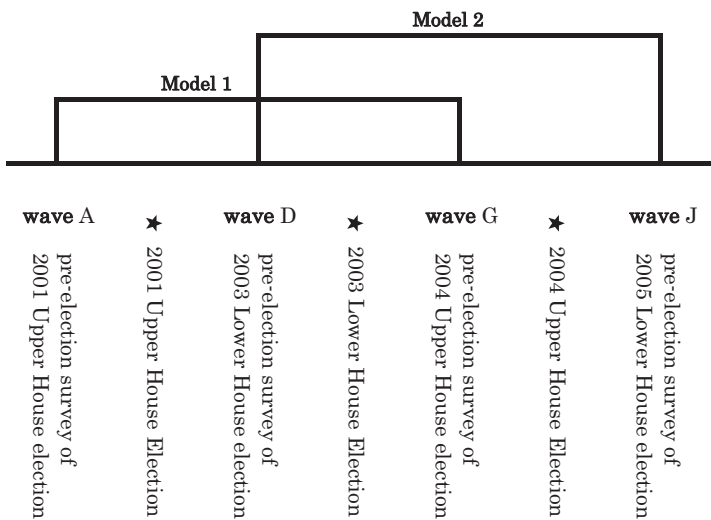 Model 2
Model 1
wave A
★
wave D
★
wave G
★
wave J
pre-election survey of
2001 Upper House election
2001 Upper House Election
pre-election survey of
2003 Lower House election
2003 Lower House Election
pre-election survey of
2004 Upper House election
2004 Upper House Election
pre-election survey of
2005 Lower House election